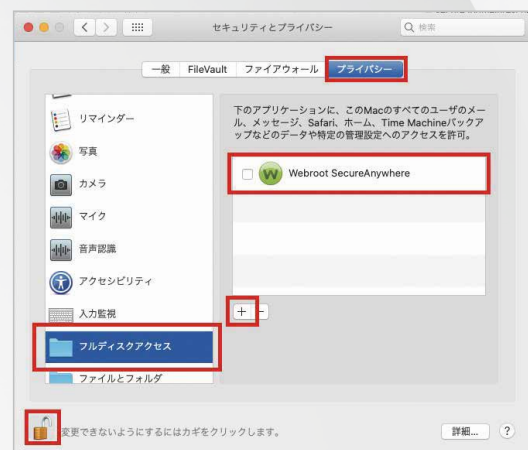 セキュリティとプライバシー
検索
一般 FileVault ファイアウォール プライバシー
リマインダー
写真
カメラ
マイク
音声認識
アクセシビリティ
入力監視
フルディスクアクセス
ファイルとフォルダ
下のアプリケーションに、このMacのすべてのユーザのメー
ル、メッセージ、Safari、ホーム、Time Machineバックア
ップなどのデータや特定の管理設定へのアクセスを許可。
Webroot SecureAnywhere
+ −
変更できないようにするにはカギをクリックします。
詳細... ?